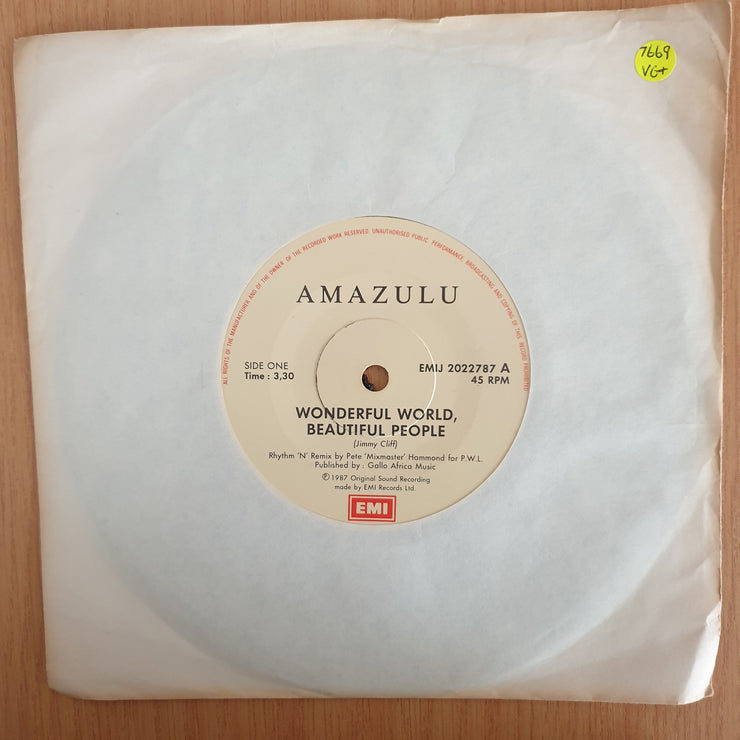 7669
VG+
ALL RIGHTS OF THE MANUFACTURER AND OF THE OWNER OF THE RECORDED WORK RESERVED. UNAUTHORISED PUBLIC PERFORMANCE, BROADCASTING AND COPYING OF THIS RECORD PROHIBITED
AMAZULU
SIDE ONE
Time : 3,30
EMIJ 2022787 A
45 RPM
WONDERFUL WORLD,
BEAUTIFUL PEOPLE
(Jimmy Cliff)
Rhythm 'N' Remix by Pete 'Mixmaster' Hammond for P.W.L.
Published by : Gallo Africa Music
℗ 1987 Original Sound Recording
made by EMI Records Ltd.
EMI